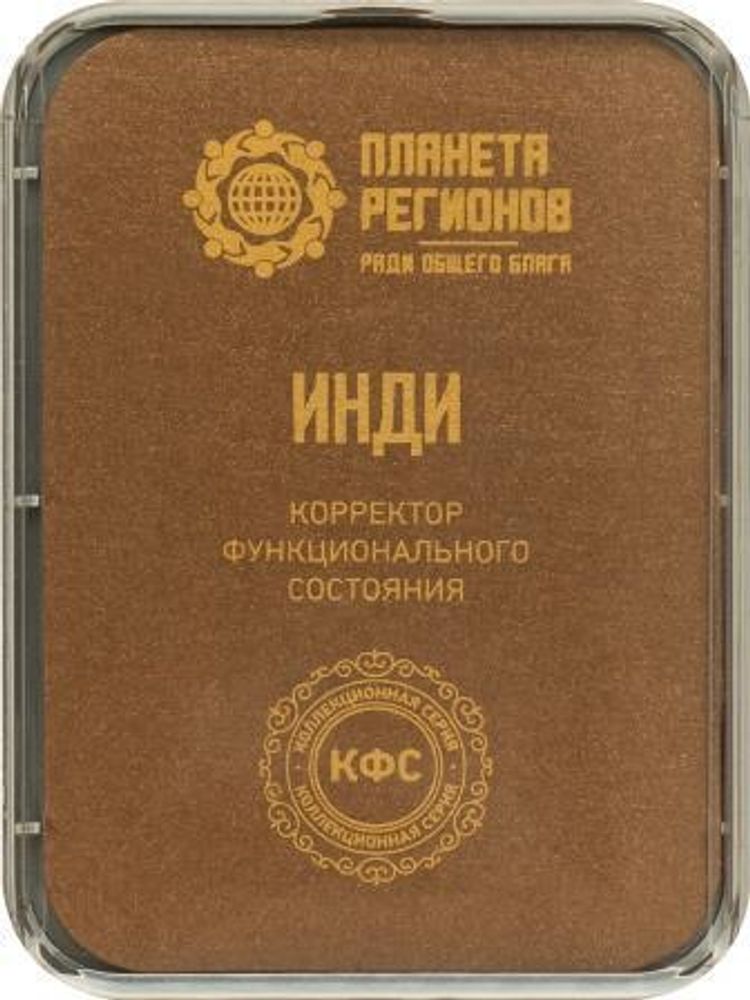 ПЛАНЕТА
РЕГИОНОВ
РАДИ ОБЩЕГО БЛАГА
ИНДИ
КОРРЕКТОР
ФУНКЦИОНАЛЬНОГО
СОСТОЯНИЯ
КОЛЛЕКЦИОННАЯ СЕРИЯ
КФС
КОЛЛЕКЦИОННАЯ СЕРИЯ